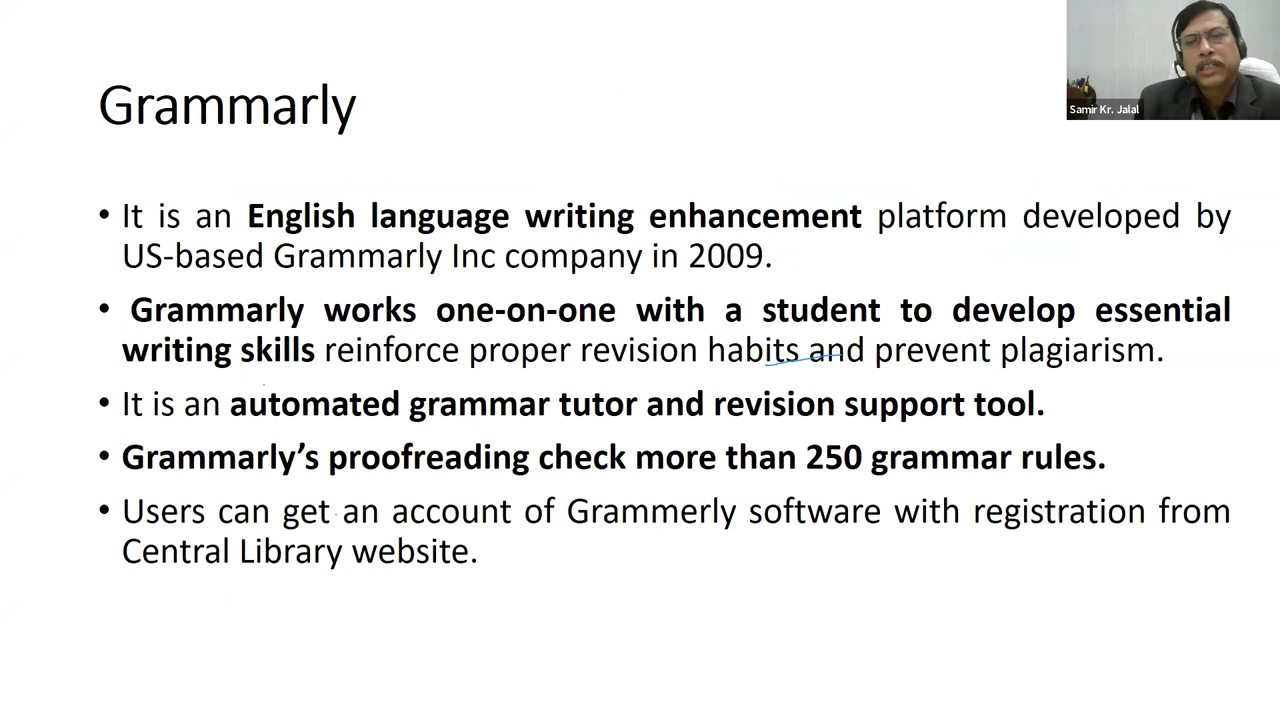 Grammarly
Samir Kr. Jalal
• It is an English language writing enhancement platform developed by
US-based Grammarly Inc company in 2009.
• Grammarly works one-on-one with a student to develop essential
writing skills reinforce proper revision habits and prevent plagiarism.
• It is an automated grammar tutor and revision support tool.
• Grammarly’s proofreading check more than 250 grammar rules.
• Users can get an account of Grammerly software with registration from
Central Library website.